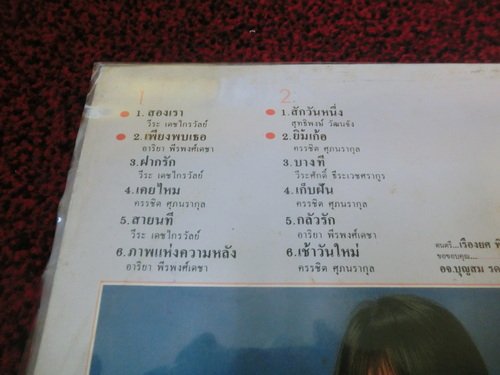 1
1. สองเรา
วีระ เดชไกรวัลย์
2. เพียงพบเธอ
อาริยา พีรพงศ์เดชา
3. ฝากรัก
วีระ เดชไกรวัลย์
4. เคยไหม
ครรชิต ศุภนรากุล
5. สายนที
วีระ เดชไกรวัลย์
6. ภาพแห่งความหลัง
อาริยา พีรพงศ์เดชา
2.
1. สักวันหนึ่ง
สุทธิพงษ์ วัฒนจัง
2. ยิ้มเก้อ
ครรชิต ศุภนรากุล
3. บางที
วีระศักดิ์ ธีระเวชศรากูร
4. เก็บฝัน
ครรชิต ศุภนรากุล
5. กลัวรัก
อาริยา พีรพงศ์เดชา
6. เช้าวันใหม่
ครรชิต ศุภนรากุล
ดนตรี... เรืองยศ
ขอขอบคุณ...
อจ.บุญสม